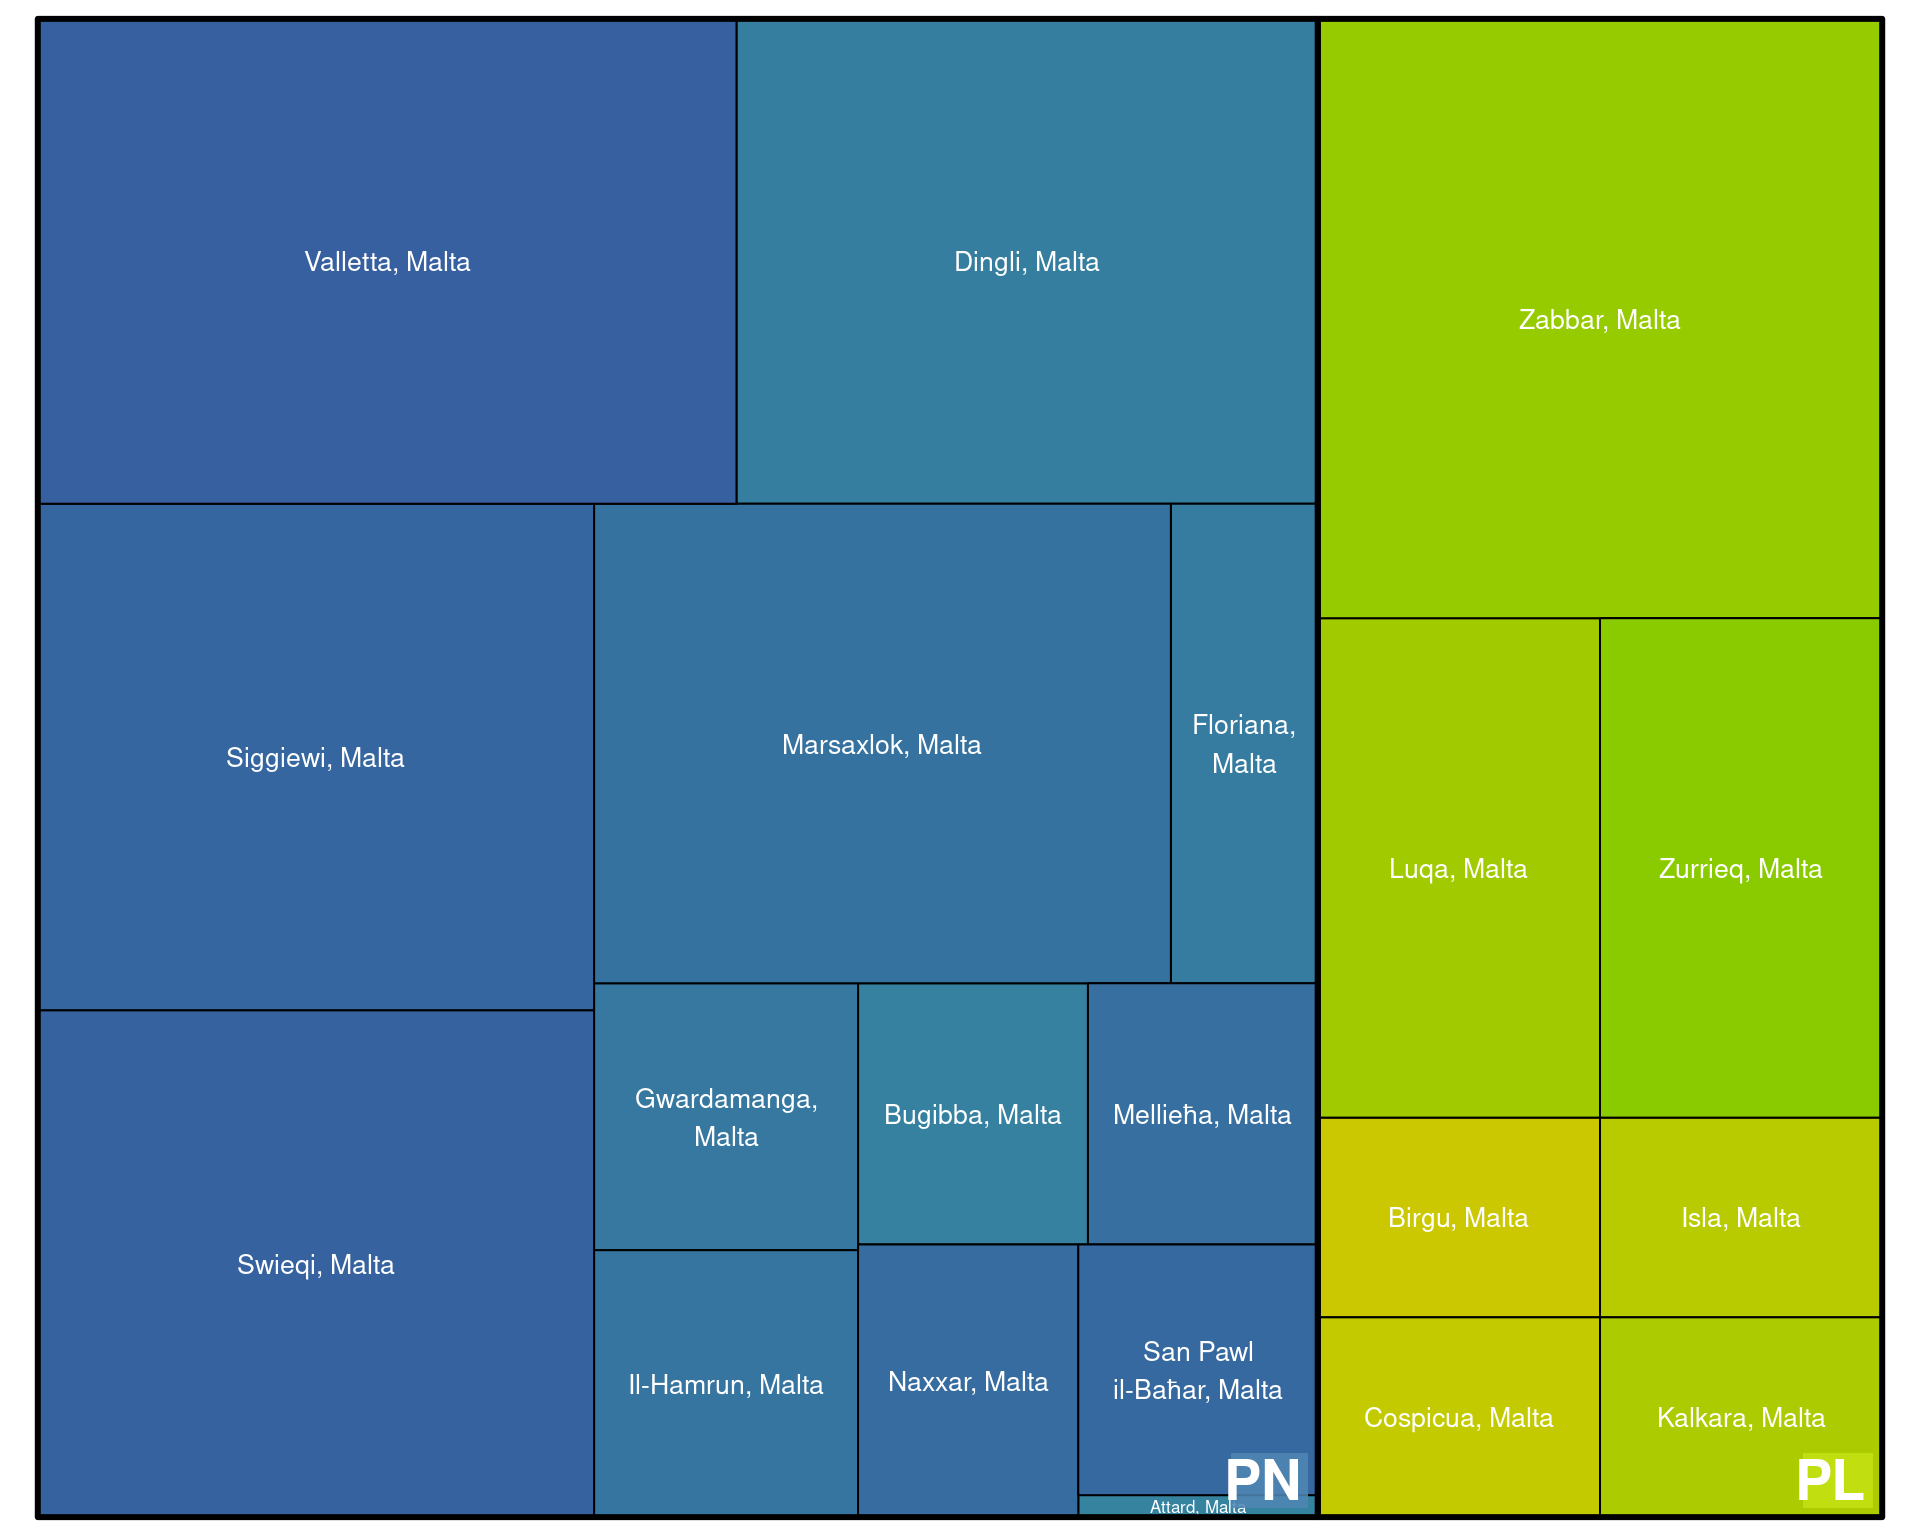 Valletta, Malta
Dingli, Malta
Zabbar, Malta
Siggiewi, Malta
Marsaxlok, Malta
Floriana,
Malta
Luqa, Malta
Zurrieq, Malta
Gwardamanga,
Malta
Bugibba, Malta
Mellieħa, Malta
Swieqi, Malta
Il-Hamrun, Malta
Naxxar, Malta
San Pawl
il-Baħar, Malta
Attard, Malta
PN
Birgu, Malta
Isla, Malta
Cospicua, Malta
Kalkara, Malta
PL